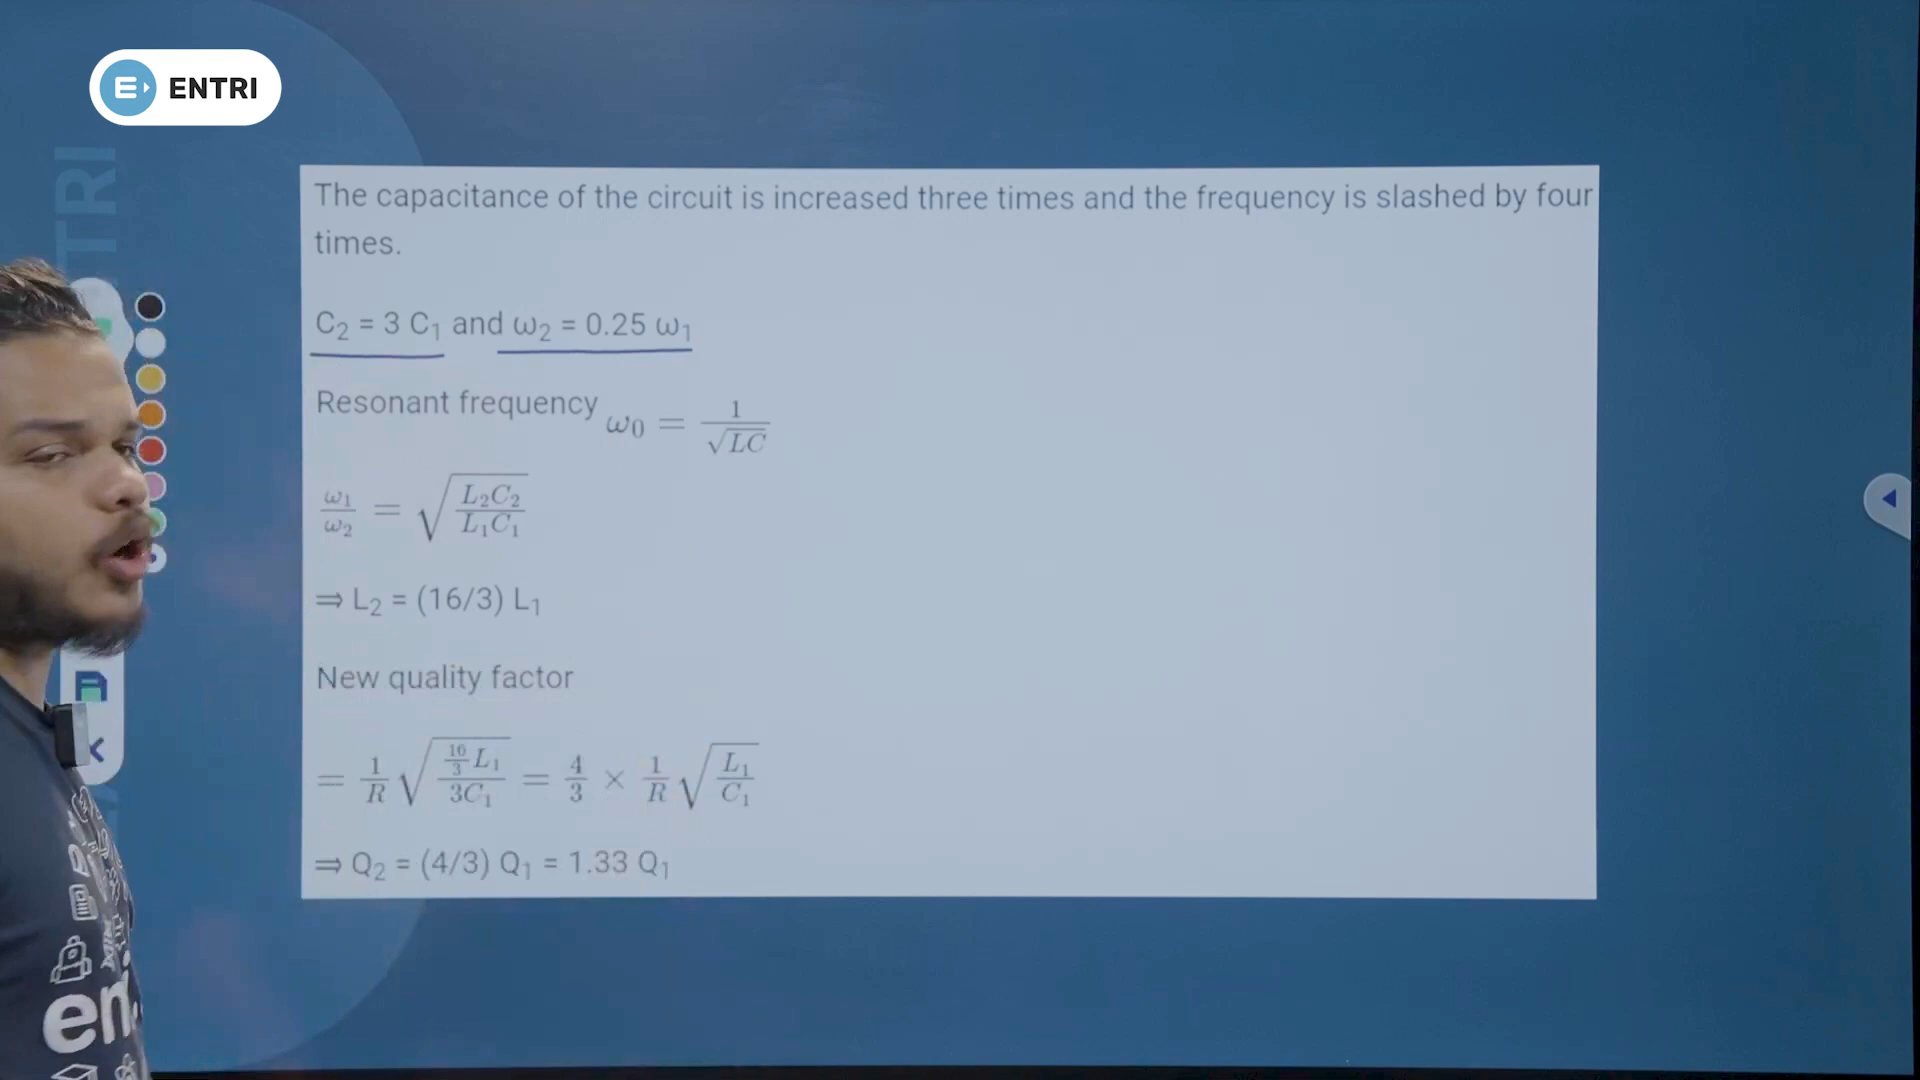 ENTRI
TRI
The capacitance of the circuit is increased three times and the frequency is slashed by four
times.
C₂ = 3 C₁ and ω₂ = 0.25 ω₁
Resonant frequency ω₀ = 1/√LC
ω₁/ω₂ = √(L₂C₂/L₁C₁)
⇒ L₂ = (16/3) L₁
New quality factor
= 1/R √(16/3 L₁/3C₁) = 4/3 × 1/R √(L₁/C₁)
⇒ Q₂ = (4/3) Q₁ = 1.33 Q₁
en